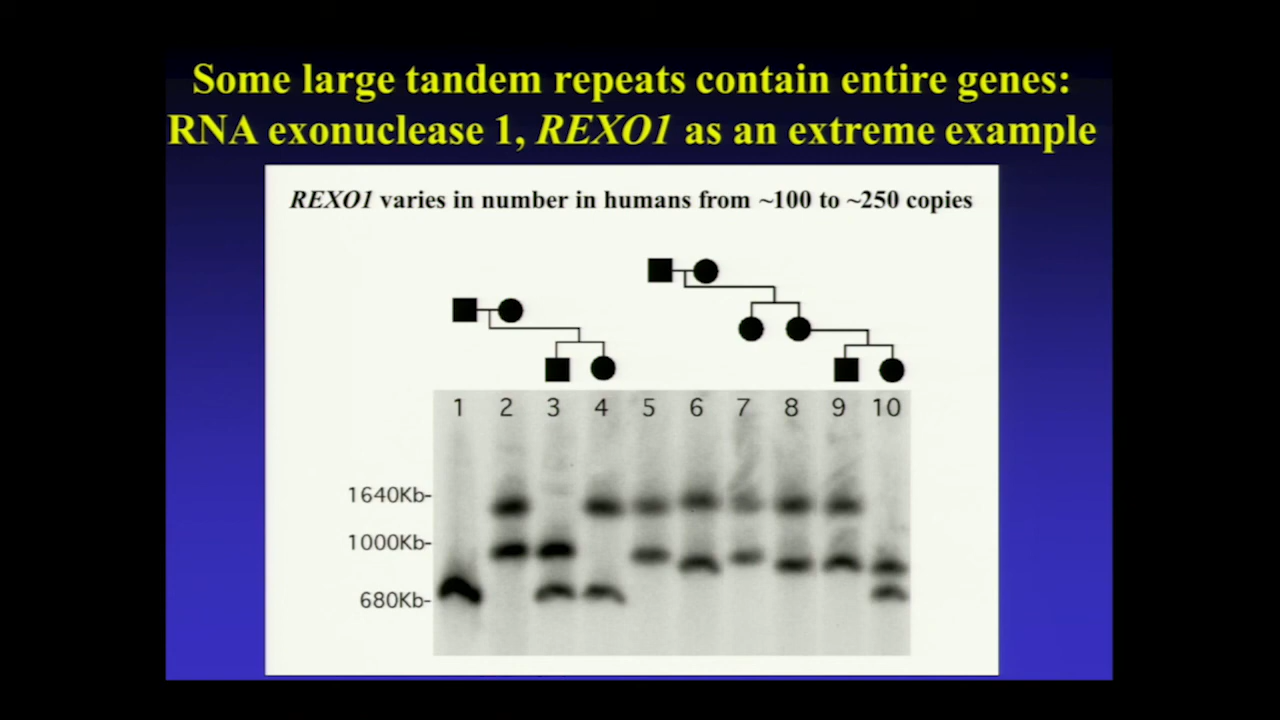 Some large tandem repeats contain entire genes:
RNA exonuclease 1, REXO1 as an extreme example
REXO1 varies in number in humans from ~100 to ~250 copies
1 2 3 4 5 6 7 8 9 10
1640Kb-
1000Kb-
680Kb-